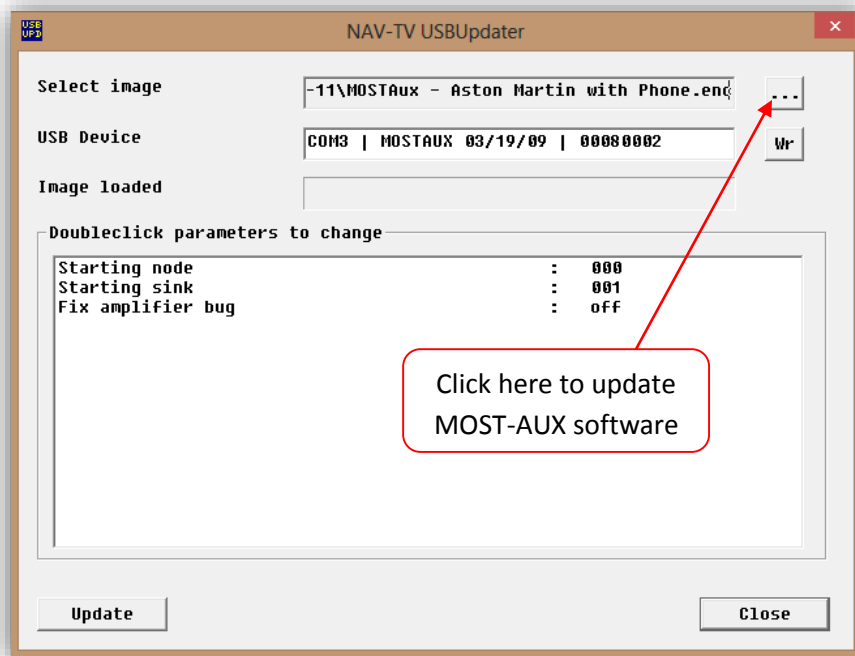 USB
UPD
NAV-TV USBUpdater
×
Select image
-11\MOSTAux - Aston Martin with Phone.enc
...
USB Device
COM3 | MOSTAUX 03/19/09 | 00080002
Wr
Image loaded
Doubleclick parameters to change
Starting node : 000
Starting sink : 001
Fix amplifier bug : off
Click here to update
MOST-AUX software
Update
Close